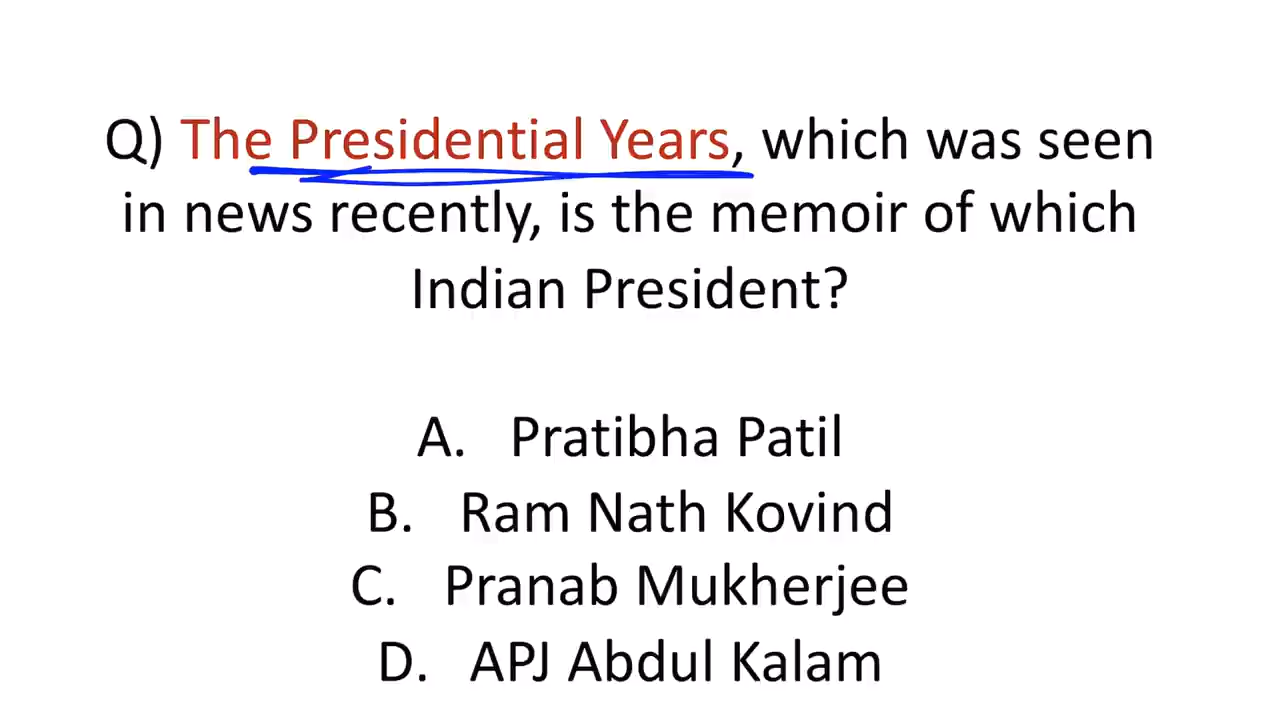 Q) The Presidential Years, which was seen
in news recently, is the memoir of which
Indian President?
A. Pratibha Patil
B. Ram Nath Kovind
C. Pranab Mukherjee
D. APJ Abdul Kalam